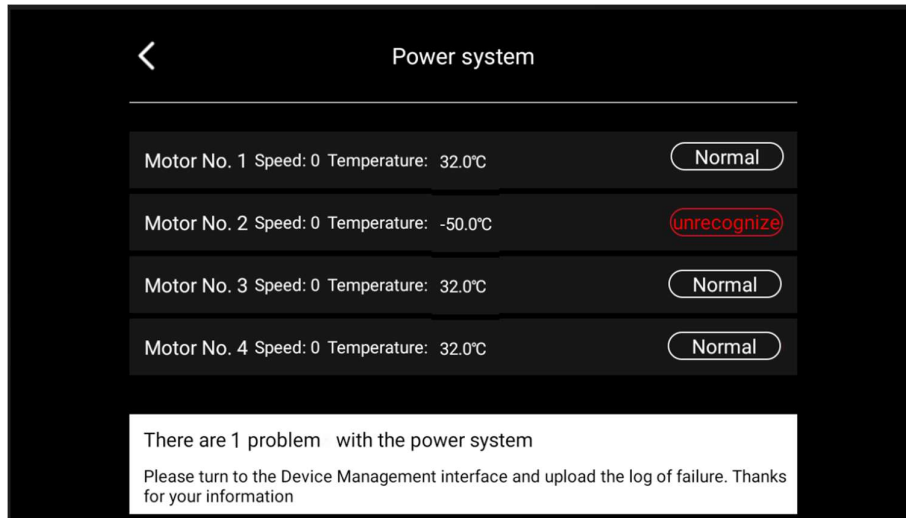 Power system
Motor No. 1 Speed: 0 Temperature: 32.0℃ Normal
Motor No. 2 Speed: 0 Temperature: -50.0℃ unrecognize
Motor No. 3 Speed: 0 Temperature: 32.0℃ Normal
Motor No. 4 Speed: 0 Temperature: 32.0℃ Normal
There are 1 problem with the power system
Please turn to the Device Management interface and upload the log of failure. Thanks
for your information